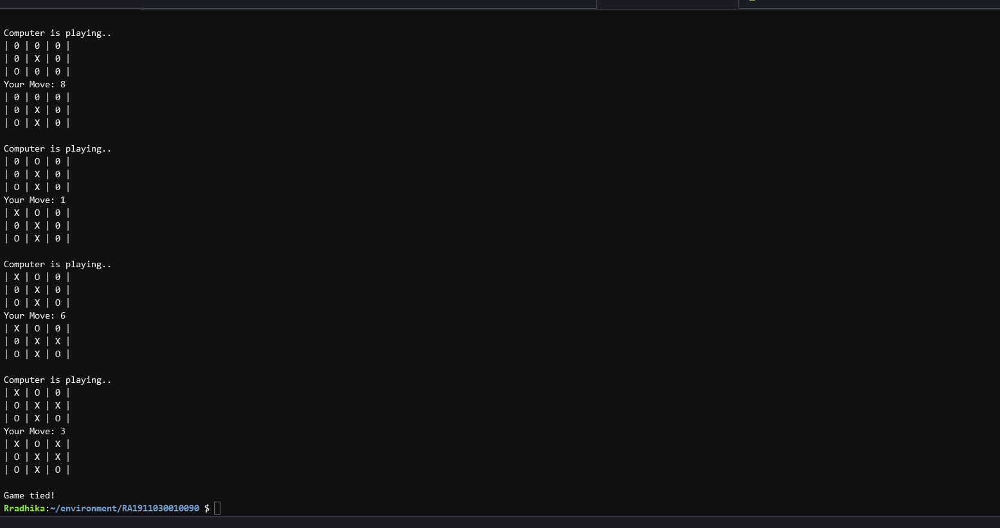 Computer is playing..
| 0 | 0 | 0 |
| 0 | X | 0 |
| O | 0 | 0 |
Your Move: 8
| 0 | 0 | 0 |
| 0 | X | 0 |
| O | X | 0 |
Computer is playing..
| 0 | O | 0 |
| 0 | X | 0 |
| O | X | 0 |
Your Move: 1
| X | O | 0 |
| 0 | X | 0 |
| O | X | 0 |
Computer is playing..
| X | O | 0 |
| 0 | X | 0 |
| O | X | O |
Your Move: 6
| X | O | 0 |
| 0 | X | X |
| O | X | O |
Computer is playing..
| X | O | 0 |
| O | X | X |
| O | X | O |
Your Move: 3
| X | O | X |
| O | X | X |
| O | X | O |
Game tied!
Rradhika:~/environment/RA1911030010090 $